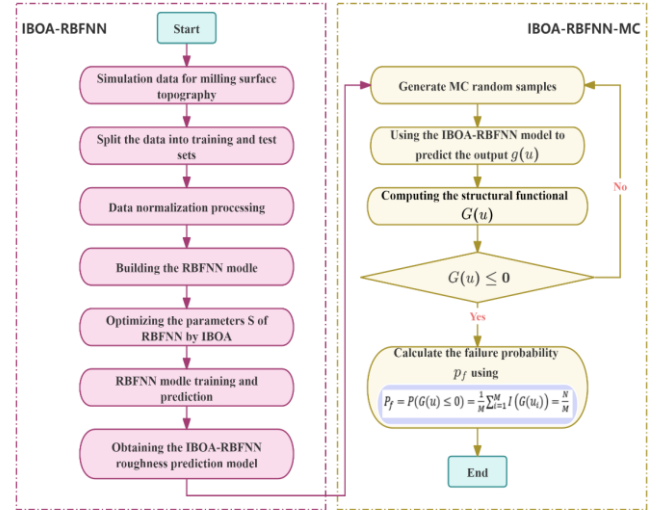 IBOA-RBFNN
Start
Simulation data for milling surface
topography
Split the data into training and test
sets
Data normalization processing
Building the RBFNN modle
Optimizing the parameters S of
RBFNN by IBOA
RBFNN modle training and
prediction
Obtaining the IBOA-RBFNN
roughness prediction model
IBOA-RBFNN-MC
Generate MC random samples
Using the IBOA-RBFNN model to
predict the output g(u)
Computing the structural functional
G(u)
No
G(u) ≤ 0
Yes
Calculate the failure probability
p_f using
P_f = P(G(u) ≤ 0) = 1/M ∑_{i=1}^{M} I(G(u_i)) = N/M
End